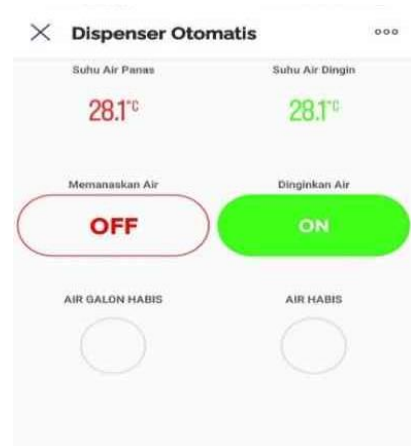 Dispenser Otomatis
Suhu Air Panas Suhu Air Dingin
28.1°C 28.1°C
Memanaskan Air Dinginkan Air
OFF ON
AIR GALON HABIS AIR HABIS